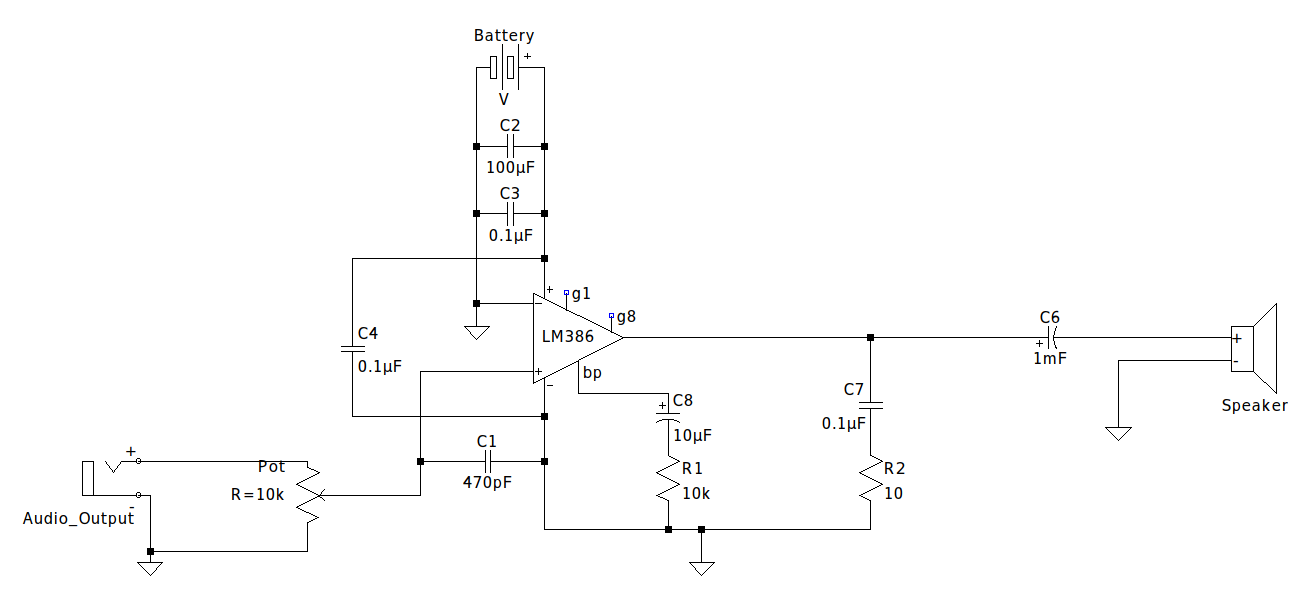 Battery
+
V
C2
100µF
C3
0.1µF
+
g1
−
g8
LM386
C4
0.1µF
bp
+
−
C6
+
1mF
+
-
Speaker
C7
0.1µF
C8
+
10µF
C1
470pF
+
Pot
R=10k
-
Audio_Output
R1
10k
R2
10